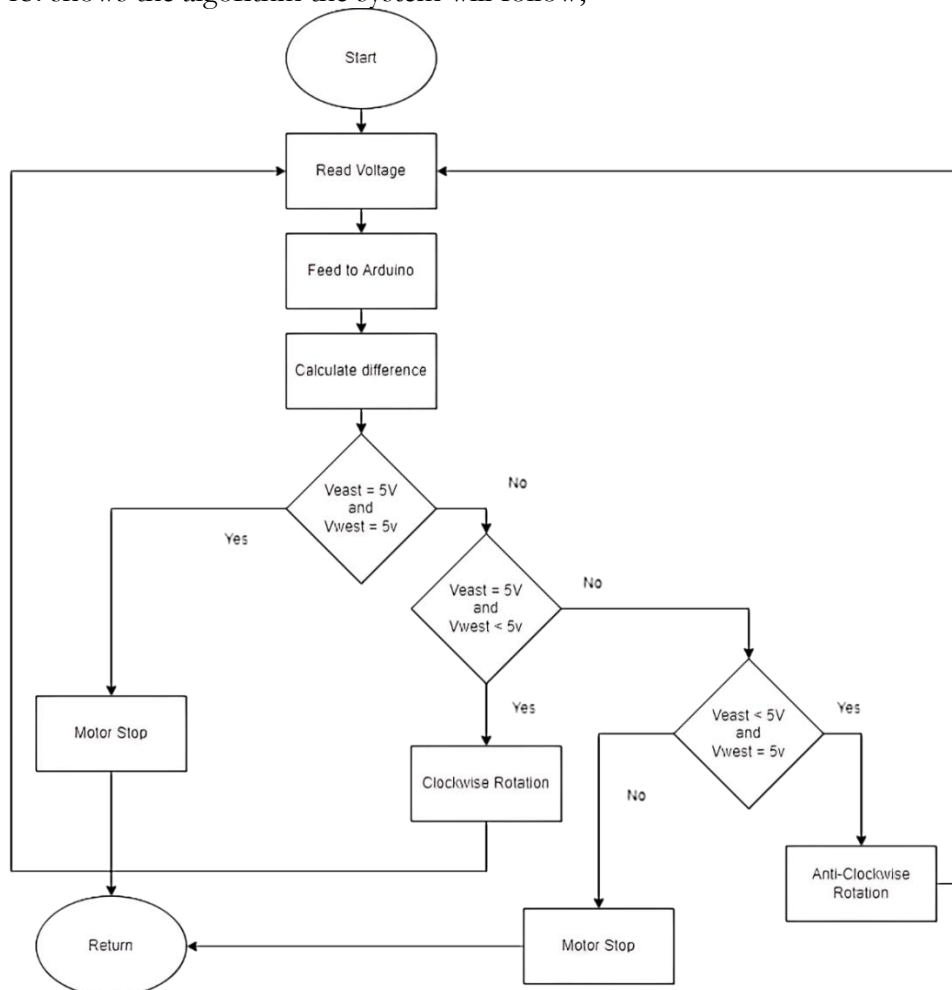 Start
Read Voltage
Feed to Arduino
Calculate difference
Veast = 5V
and
Vwest = 5v
No
Yes
Veast = 5V
and
Vwest < 5v
No
Yes
Veast < 5V
and
Vwest = 5v
Yes
No
Motor Stop
Clockwise Rotation
Anti-Clockwise
Rotation
Return
Motor Stop